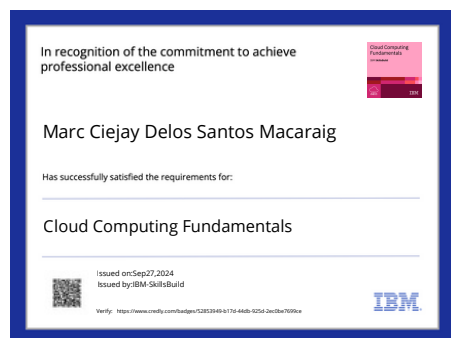 In recognition of the commitment to achieve
professional excellence
Cloud Computing
Fundamentals
IBM
Marc Ciejay Delos Santos Macaraig
Has successfully satisfied the requirements for:
Cloud Computing Fundamentals
Issued on:Sep27,2024
Issued by:IBM-SkillsBuild
Verify: https://www.credly.com/badges/52853949-b17d-44db-925d-2ec0be7699ce
IBM.